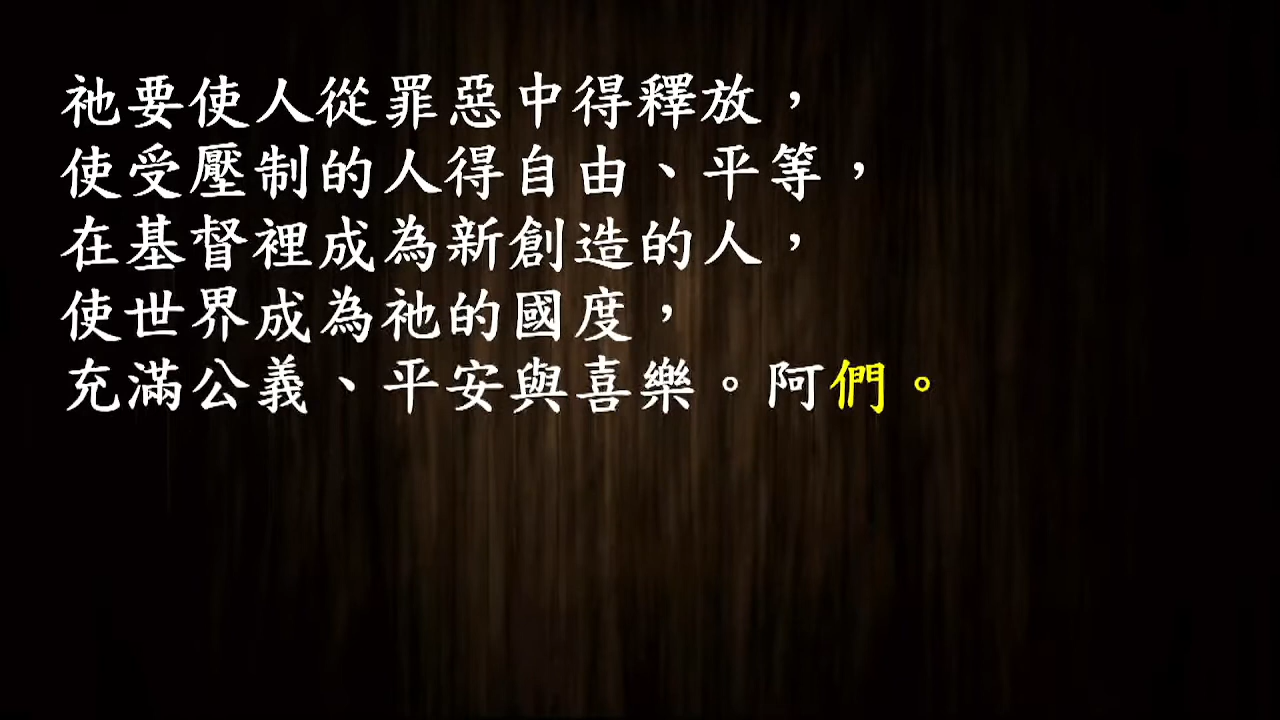 祂要使人從罪惡中得釋放，
使受壓制的人得自由、平等，
在基督裡成為新創造的人，
使世界成為祂的國度，
充滿公義、平安與喜樂。阿們。